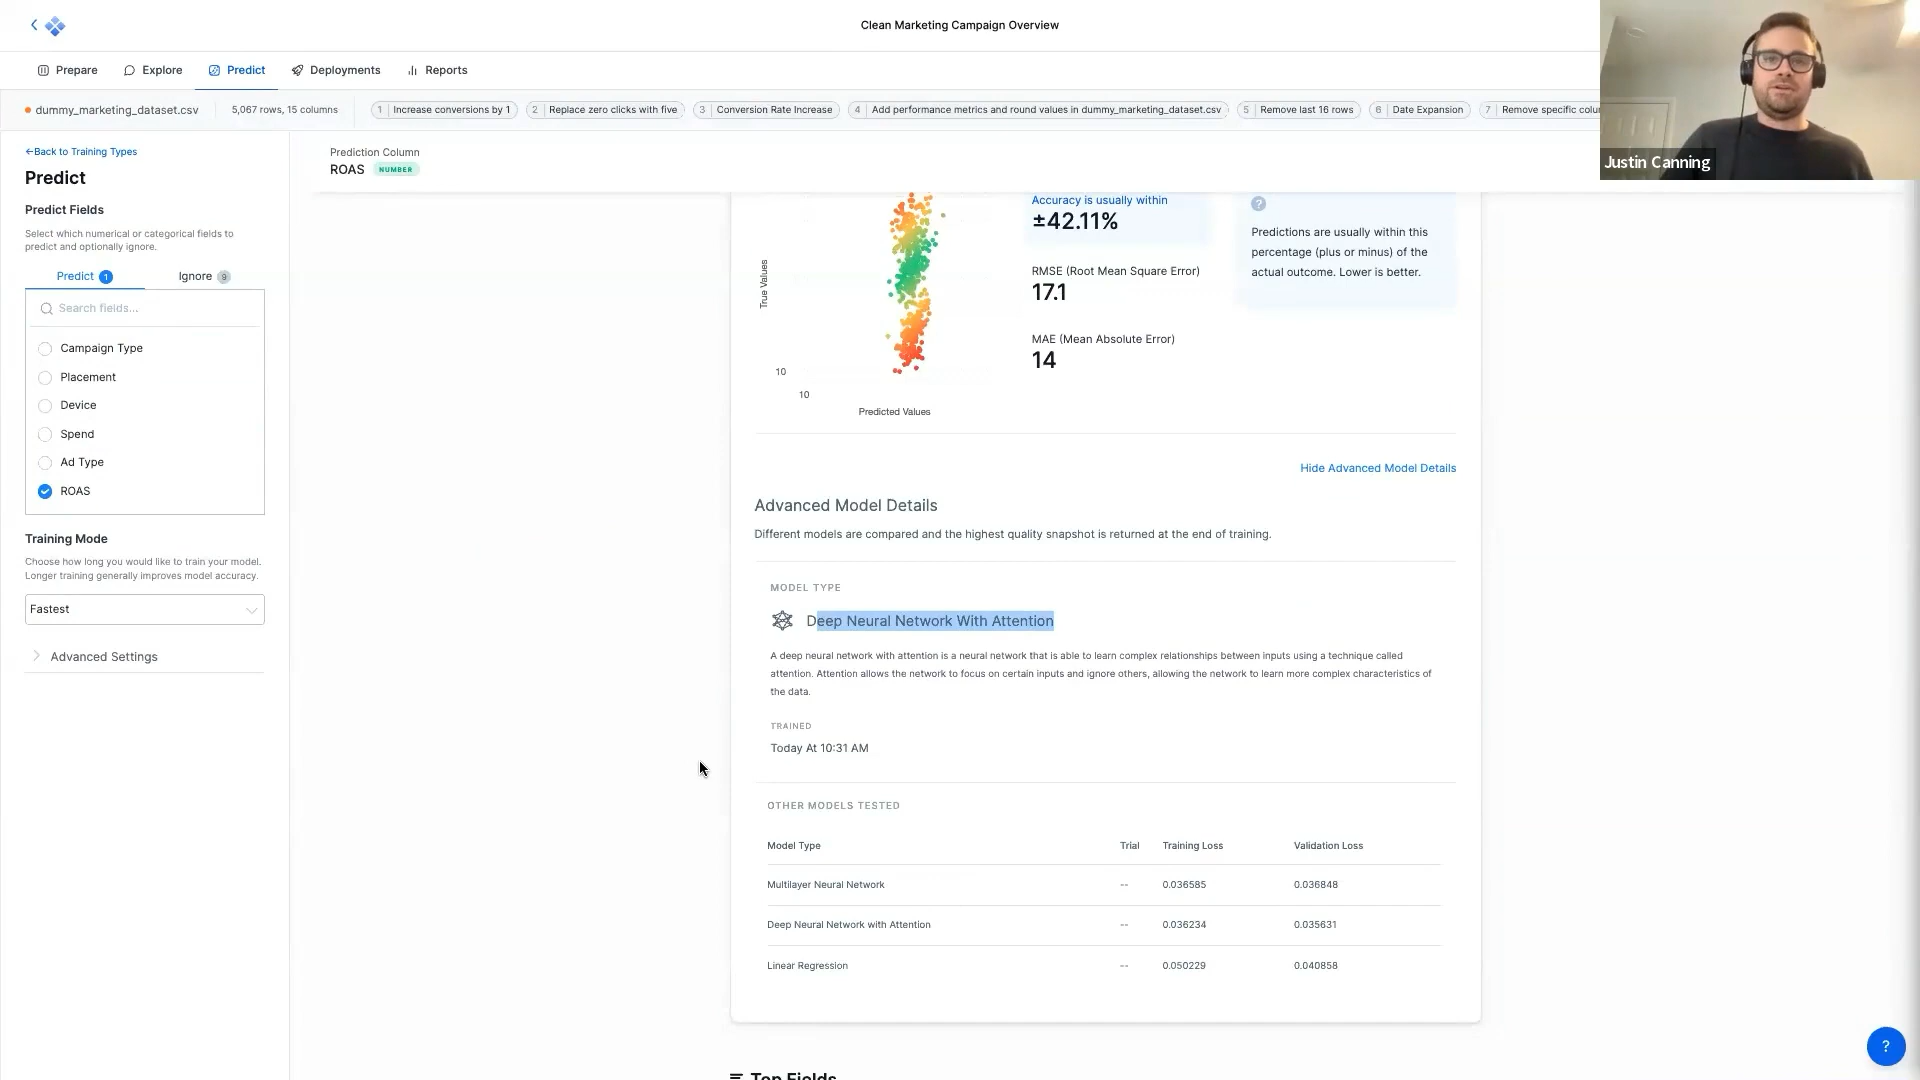 Clean Marketing Campaign Overview
Prepare
Explore
Predict
Deployments
Reports
dummy_marketing_dataset.csv
5,067 rows, 15 columns
1 Increase conversions by 1
2 Replace zero clicks with five
3 Conversion Rate Increase
4 Add performance metrics and round values in dummy_marketing_dataset.csv
5 Remove last 16 rows
6 Date Expansion
7 Remove specific colu
Justin Canning
←Back to Training Types
Predict
Predict Fields
Select which numerical or categorical fields to
predict and optionally ignore.
Predict 1
Ignore 9
Search fields...
Campaign Type
Placement
Device
Spend
Ad Type
ROAS
Training Mode
Choose how long you would like to train your model.
Longer training generally improves model accuracy.
Fastest
Advanced Settings
Prediction Column
ROAS NUMBER
True Values
10
10
Predicted Values
Accuracy is usually within
±42.11%
RMSE (Root Mean Square Error)
17.1
MAE (Mean Absolute Error)
14
?
Predictions are usually within this
percentage (plus or minus) of the
actual outcome. Lower is better.
Hide Advanced Model Details
Advanced Model Details
Different models are compared and the highest quality snapshot is returned at the end of training.
MODEL TYPE
Deep Neural Network With Attention
A deep neural network with attention is a neural network that is able to learn complex relationships between inputs using a technique called
attention. Attention allows the network to focus on certain inputs and ignore others, allowing the network to learn more complex characteristics of
the data.
TRAINED
Today At 10:31 AM
OTHER MODELS TESTED
Model Type Trial Training Loss Validation Loss
Multilayer Neural Network -- 0.036585 0.036848
Deep Neural Network with Attention -- 0.036234 0.035631
Linear Regression -- 0.050229 0.040858
Top Fields
?